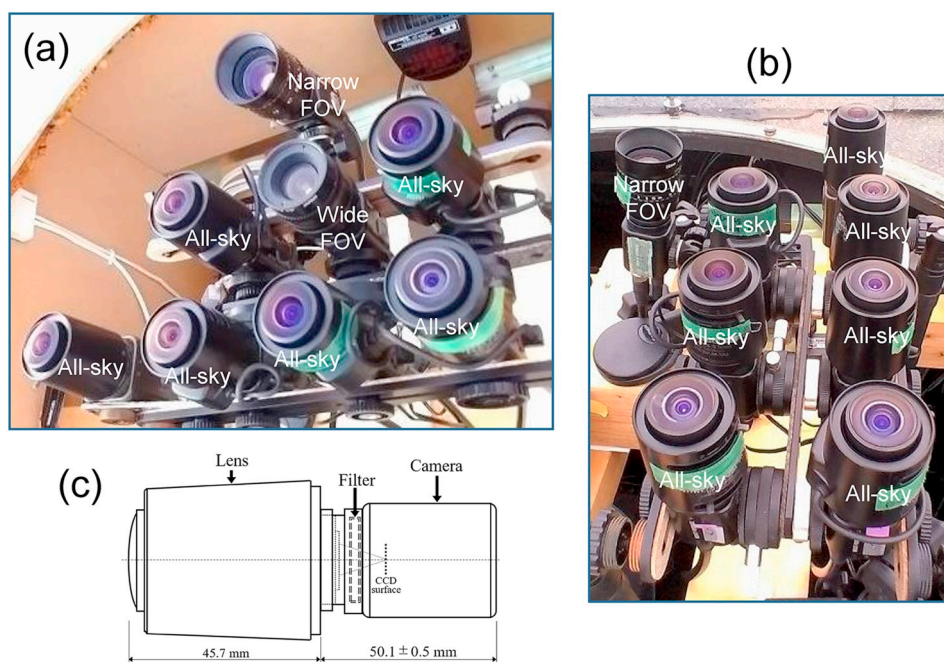 (a)
Narrow
FOV
All-sky
Wide
FOV
All-sky
All-sky
All-sky
All-sky
All-sky
(b)
All-sky
Narrow
FOV
All-sky
All-sky
All-sky
All-sky
All-sky
All-sky
(c)
Lens
Filter
Camera
CCD
surface
45.7 mm
50.1 ± 0.5 mm